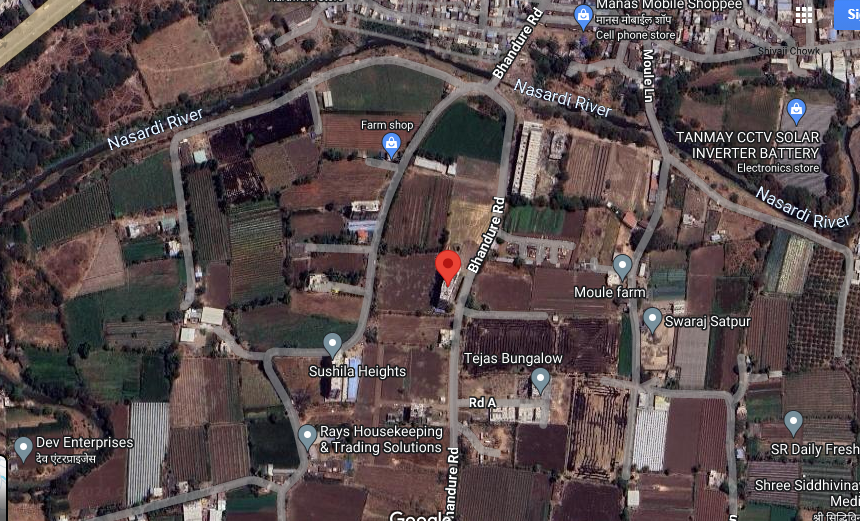 Manas Mobile Shoppee
मानस मोबाईल शॉप
Cell phone store
Si
Bhandure Rd
Moule Ln
Shivaji Chowk
Nasardi River
Nasardi River
Farm shop
TANMAY CCTV SOLAR
INVERTER BATTERY
Electronics store
Nasardi River
Bhandure Rd
Moule farm
Swaraj Satpur
Tejas Bungalow
Sushila Heights
Rd A
Dev Enterprises
देव एंटरप्राइजेस
Rays Housekeeping
& Trading Solutions
SR Daily Fresh
Bhandure Rd
Shree Siddhivina
Medi
Google